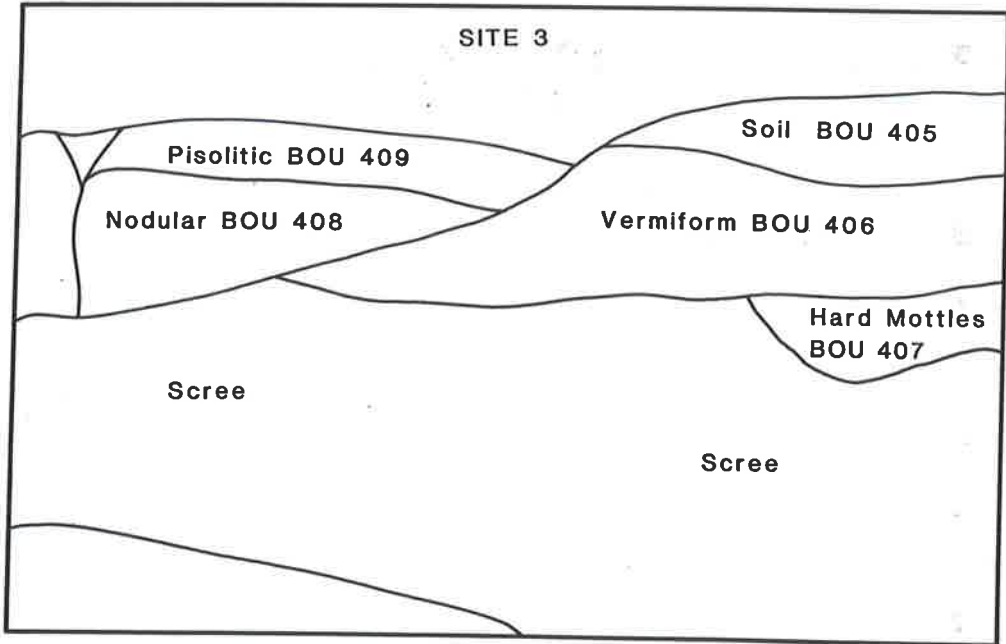 SITE 3
Soil BOU 405
Pisolitic BOU 409
Nodular BOU 408
Vermiform BOU 406
Hard Mottles
BOU 407
Scree
Scree